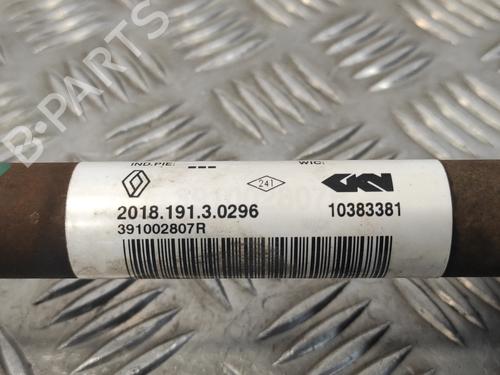 B-PARTS
IND.PIE: --- WIC:
241 GKN
2018.191.3.0296 10383381
391002807R